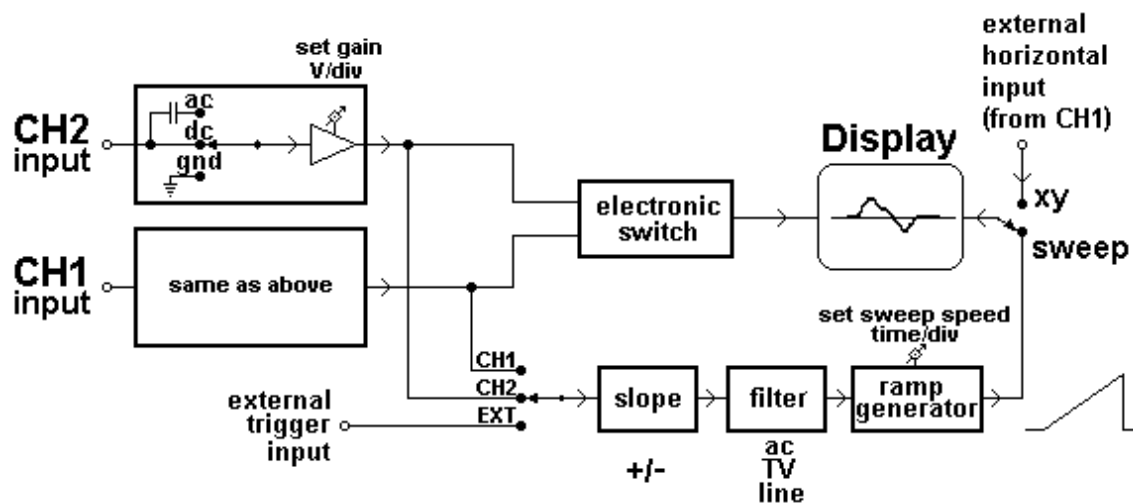 set gain
V/div
external
horizontal
input
(from CH1)
CH2
input
ac
dc
gnd
Display
xy
sweep
electronic
switch
CH1
input
same as above
set sweep speed
time/div
CH1
CH2
EXT
external
trigger
input
slope
filter
ramp
generator
+/-
ac
TV
line